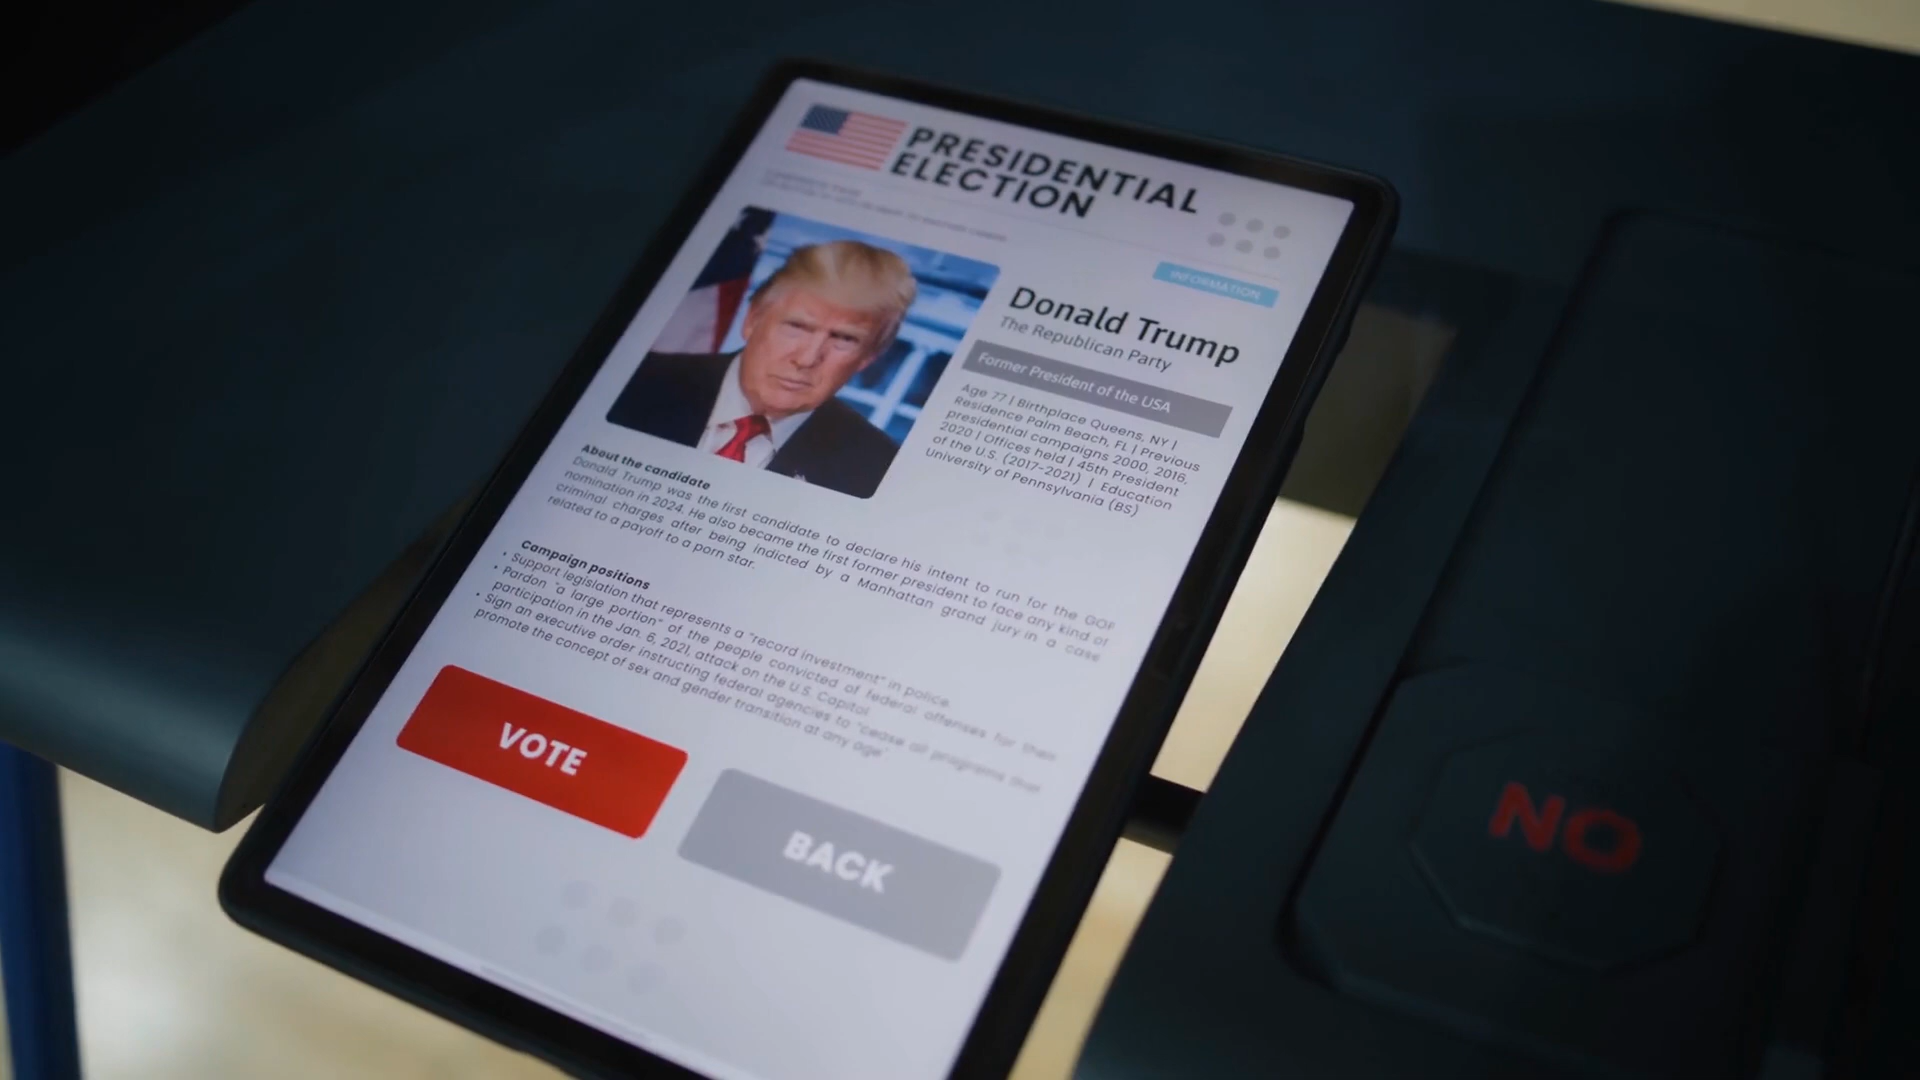 PRESIDENTIAL
ELECTION
INFORMATION
Donald Trump
The Republican Party
Former President of the USA
Age 77 | Birthplace Queens, NY |
Residence Palm Beach, FL | Previous
presidential campaigns 2000, 2016,
2020 | Offices held | 45th President
of the U.S. (2017-2021) | Education
University of Pennsylvania (BS)
About the candidate
Donald Trump was the first candidate to declare his intent to run for the GOP
nomination in 2024. He also became the first former president to face any kind of
criminal charges after being indicted by a Manhattan grand jury in a case
related to a payoff to a porn star.
Campaign positions
• Support legislation that represents a "record investment" in police.
• Pardon "a large portion" of the people convicted of federal offenses for their
participation in the Jan. 6, 2021, attack on the U.S. Capitol.
• Sign an executive order instructing federal agencies to "cease all programs that
promote the concept of sex and gender transition at any age"
VOTE
BACK
NO